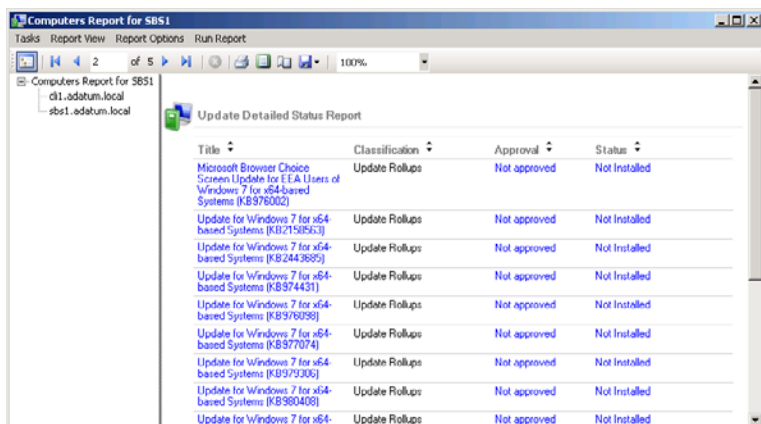 Computers Report for SBS1
Tasks Report View Report Options Run Report
2 of 5 100%
Computers Report for SBS1
cli1.adatum.local
sbs1.adatum.local
Update Detailed Status Report
Title Classification Approval Status
Microsoft Browser Choice Update Rollups Not approved Not Installed
Screen Update for EEA Users of
Windows 7 for x64-based
Systems (KB976002)
Update for Windows 7 for x64- Update Rollups Not approved Not Installed
based Systems (KB2158563)
Update for Windows 7 for x64- Update Rollups Not approved Not Installed
based Systems (KB2443685)
Update for Windows 7 for x64- Update Rollups Not approved Not Installed
based Systems (KB974431)
Update for Windows 7 for x64- Update Rollups Not approved Not Installed
based Systems (KB976098)
Update for Windows 7 for x64- Update Rollups Not approved Not Installed
based Systems (KB977074)
Update for Windows 7 for x64- Update Rollups Not approved Not Installed
based Systems (KB979306)
Update for Windows 7 for x64- Update Rollups Not approved Not Installed
based Systems (KB980408)
Update for Windows 7 for x64- Update Rollups Not approved Not Installed